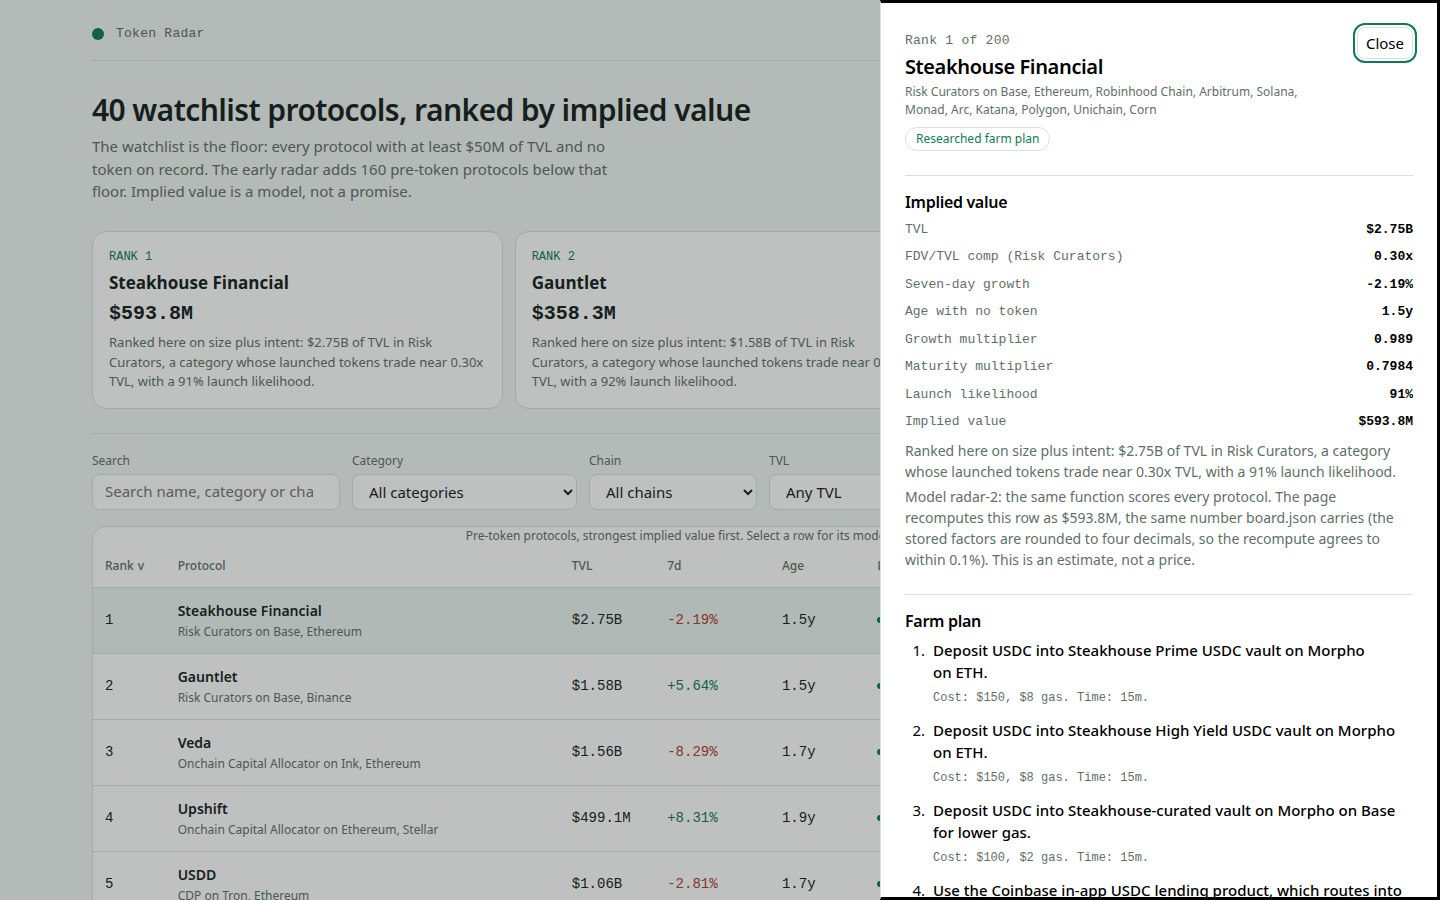 Token Radar
40 watchlist protocols, ranked by implied value
The watchlist is the floor: every protocol with at least $50M of TVL and no
token on record. The early radar adds 160 pre-token protocols below that
floor. Implied value is a model, not a promise.
RANK 1
Steakhouse Financial
$593.8M
Ranked here on size plus intent: $2.75B of TVL in Risk
Curators, a category whose launched tokens trade near 0.30x
TVL, with a 91% launch likelihood.
RANK 2
Gauntlet
$358.3M
Ranked here on size plus intent: $1.58B of TVL in Risk
Curators, a category whose launched tokens trade near 0
TVL, with a 92% launch likelihood.
Search Category Chain TVL
Search name, category or cha All categories All chains Any TVL
Pre-token protocols, strongest implied value first. Select a row for its mod
Rank v Protocol TVL 7d Age
1 Steakhouse Financial $2.75B -2.19% 1.5y
Risk Curators on Base, Ethereum
2 Gauntlet $1.58B +5.64% 1.5y
Risk Curators on Base, Binance
3 Veda $1.56B -8.29% 1.7y
Onchain Capital Allocator on Ink, Ethereum
4 Upshift $499.1M +8.31% 1.9y
Onchain Capital Allocator on Ethereum, Stellar
5 USDD $1.06B -2.81% 1.7y
CDP on Tron, Ethereum
Rank 1 of 200
Close
Steakhouse Financial
Risk Curators on Base, Ethereum, Robinhood Chain, Arbitrum, Solana,
Monad, Arc, Katana, Polygon, Unichain, Corn
Researched farm plan
Implied value
TVL $2.75B
FDV/TVL comp (Risk Curators) 0.30x
Seven-day growth -2.19%
Age with no token 1.5y
Growth multiplier 0.989
Maturity multiplier 0.7984
Launch likelihood 91%
Implied value $593.8M
Ranked here on size plus intent: $2.75B of TVL in Risk Curators, a category
whose launched tokens trade near 0.30x TVL, with a 91% launch likelihood.
Model radar-2: the same function scores every protocol. The page
recomputes this row as $593.8M, the same number board.json carries (the
stored factors are rounded to four decimals, so the recompute agrees to
within 0.1%). This is an estimate, not a price.
Farm plan
1. Deposit USDC into Steakhouse Prime USDC vault on Morpho
on ETH.
Cost: $150, $8 gas. Time: 15m.
2. Deposit USDC into Steakhouse High Yield USDC vault on Morpho
on ETH.
Cost: $150, $8 gas. Time: 15m.
3. Deposit USDC into Steakhouse-curated vault on Morpho on Base
for lower gas.
Cost: $100, $2 gas. Time: 15m.
4. Use the Coinbase in-app USDC lending product, which routes into